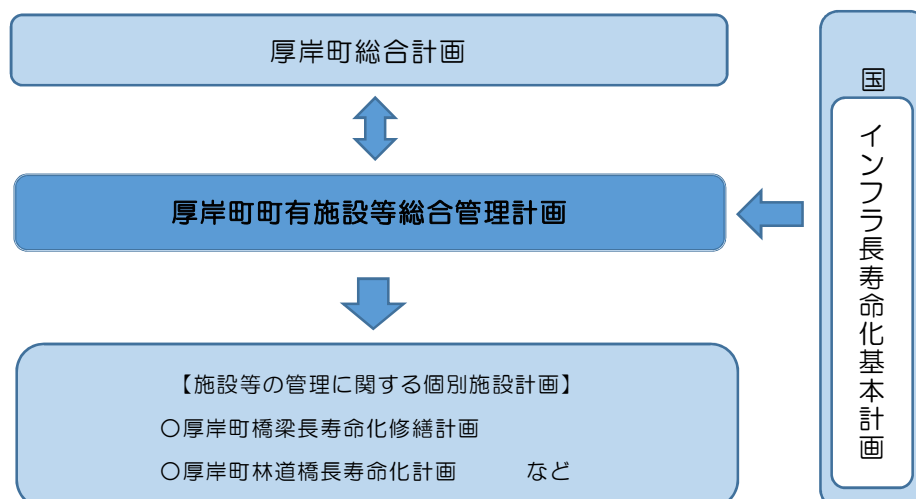 厚岸町総合計画
国
インフラ長寿命化基本計画
厚岸町町有施設等総合管理計画
【施設等の管理に関する個別施設計画】
〇厚岸町橋梁長寿命化修繕計画
〇厚岸町林道橋長寿命化計画　　　など